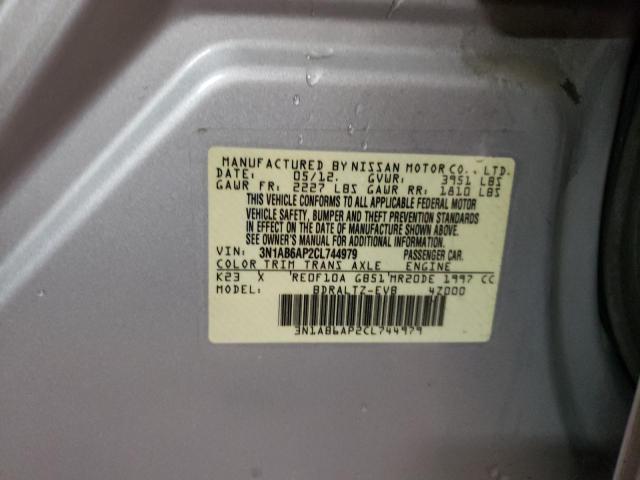 MANUFACTURED BY NISSAN MOTOR CO., LTD.
DATE: 05/12. GVWR: 3951 LBS
GAWR FR: 2227 LBS GAWR RR: 1810 LBS
THIS VEHICLE CONFORMS TO ALL APPLICABLE FEDERAL MOTOR
VEHICLE SAFETY, BUMPER AND THEFT PREVENTION STANDARDS
IN EFFECT ON THE DATE OF MANUFACTURE SHOWN ABOVE.
SEE OWNER'S MANUAL FOR ADDITIONAL INFORMATION.
VIN: 3N1AB6AP2CL744979 PASSENGER CAR.
COLOR TRIM TRANS AXLE ENGINE
K23 X REOF10A GB51 MR20DE 1997 CC
BDRALTZ-EVB 4Z000
3N1AB6AP2CL744979